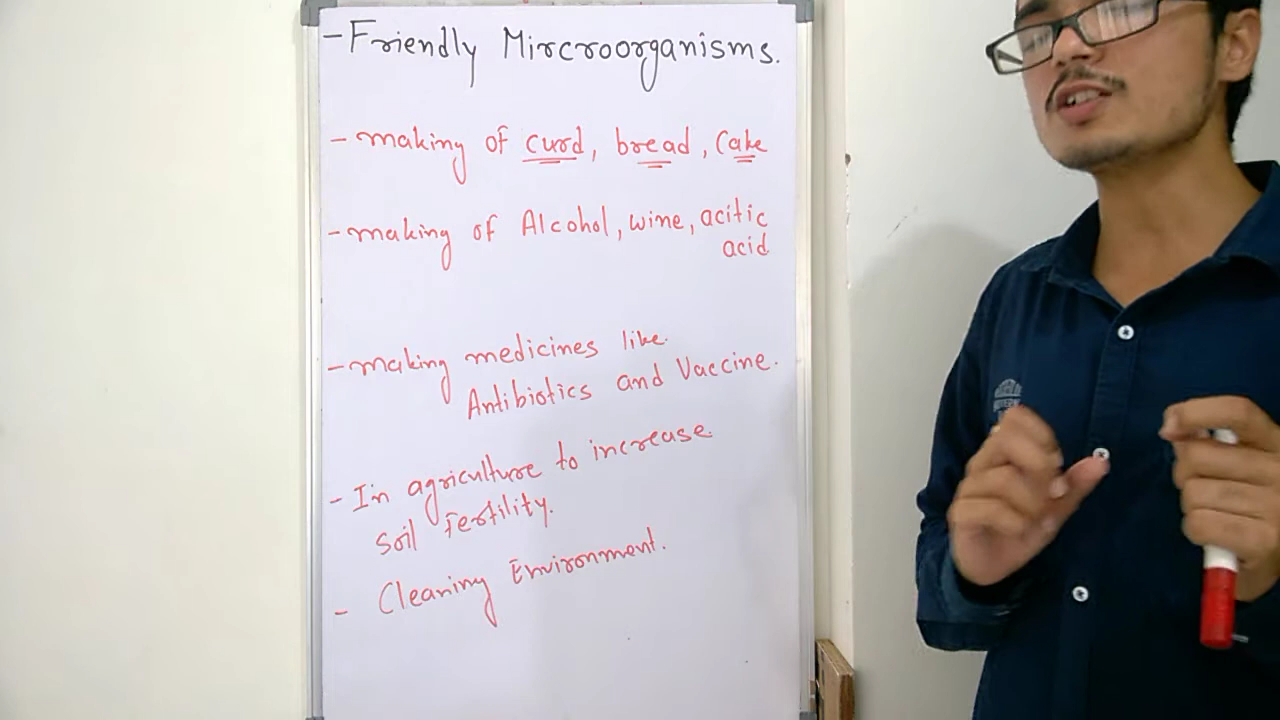 - Friendly Mircroorganisms.
- making of curd, bread, Cake
- making of Alcohol, wine, acitic
acid
- making medicines like
Antibiotics and Vaccine.
- In agriculture to increase
soil fertility.
- Cleaning Environment.